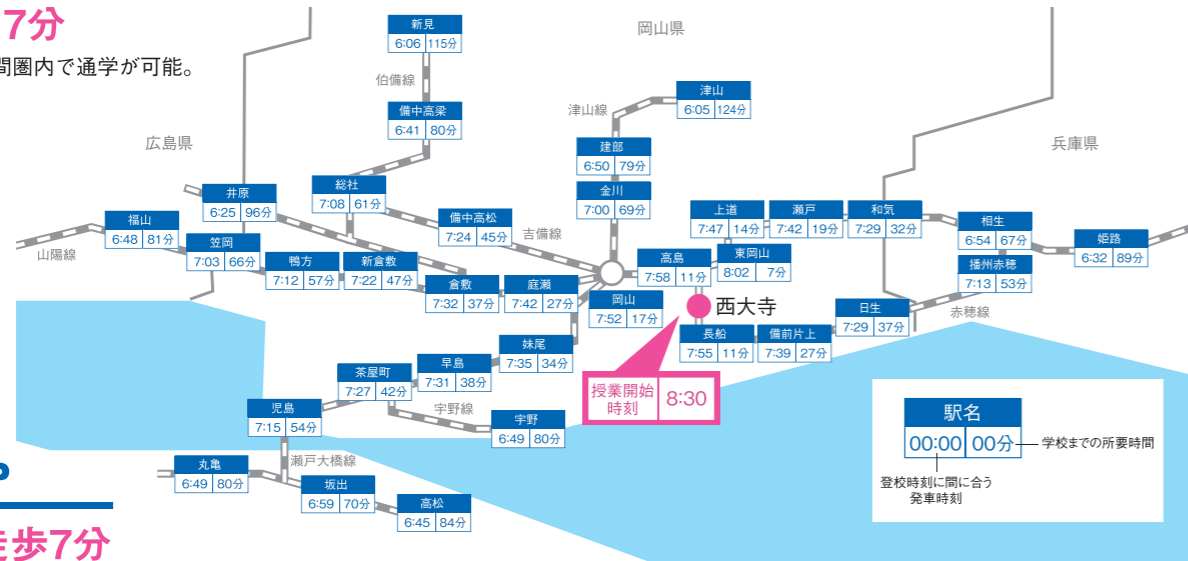 7分
間圏内で通学が可能。
岡山県
広島県
兵庫県
新見
6:06 115分
伯備線
備中高梁
6:41 80分
津山
6:05 124分
津山線
建部
6:50 79分
金川
7:00 69分
井原
6:25 96分
総社
7:08 61分
備中高松
7:24 45分
吉備線
福山
6:48 81分
山陽線
笠岡
7:03 66分
鴨方
7:12 57分
新倉敷
7:22 47分
倉敷
7:32 37分
庭瀬
7:42 27分
岡山
7:52 17分
高島
7:58 11分
東岡山
8:02 7分
上道
7:47 14分
瀬戸
7:42 19分
和気
7:29 32分
相生
6:54 67分
姫路
6:32 89分
播州赤穂
7:13 53分
赤穂線
日生
7:29 37分
備前片上
7:39 27分
長船
7:55 11分
西大寺
授業開始
時刻
8:30
妹尾
7:35 34分
早島
7:31 38分
茶屋町
7:27 42分
宇野線
宇野
6:49 80分
児島
7:15 54分
瀬戸大橋線
丸亀
6:49 80分
坂出
6:59 70分
高松
6:45 84分
駅名
00:00 00分
学校までの所要時間
登校時刻に間に合う
発車時刻
徒歩7分